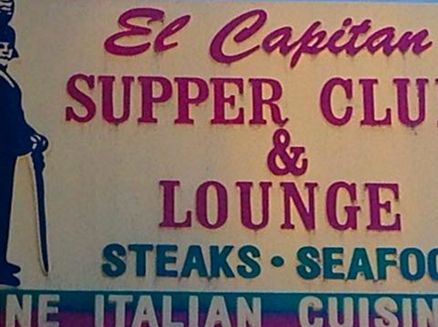 El Capitan
SUPPER CLU
&
LOUNGE
STEAKS • SEAFOO
NE ITALIAN CUISIN